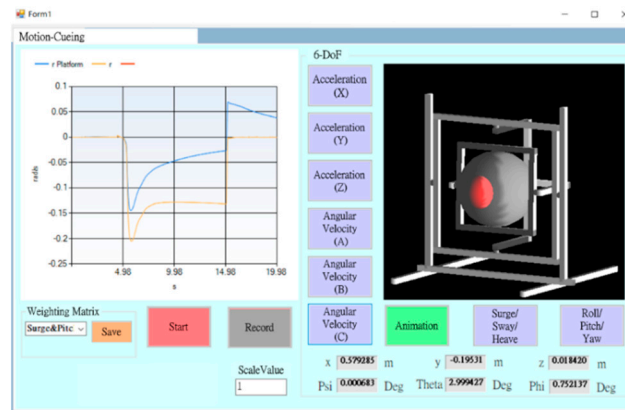 Form1
Motion-Cueing
r Platform r
0.1
0.05
0
-0.05
-0.1
-0.15
-0.2
-0.25
rad/s
4.98 9.98 14.98 19.98
s
Weighting Matrix
Surge&Pitc
Save
Start
Record
ScaleValue
1
6-DoF
Acceleration
(X)
Acceleration
(Y)
Acceleration
(Z)
Angular
Velocity
(A)
Angular
Velocity
(B)
Angular
Velocity
(C)
Animation
Surge/
Sway/
Heave
Roll/
Pitch/
Yaw
x 0.579285 m y -0.19531 m z 0.018420 m
Psi 0.000683 Deg Theta 2.999427 Deg Phi 0.752137 Deg